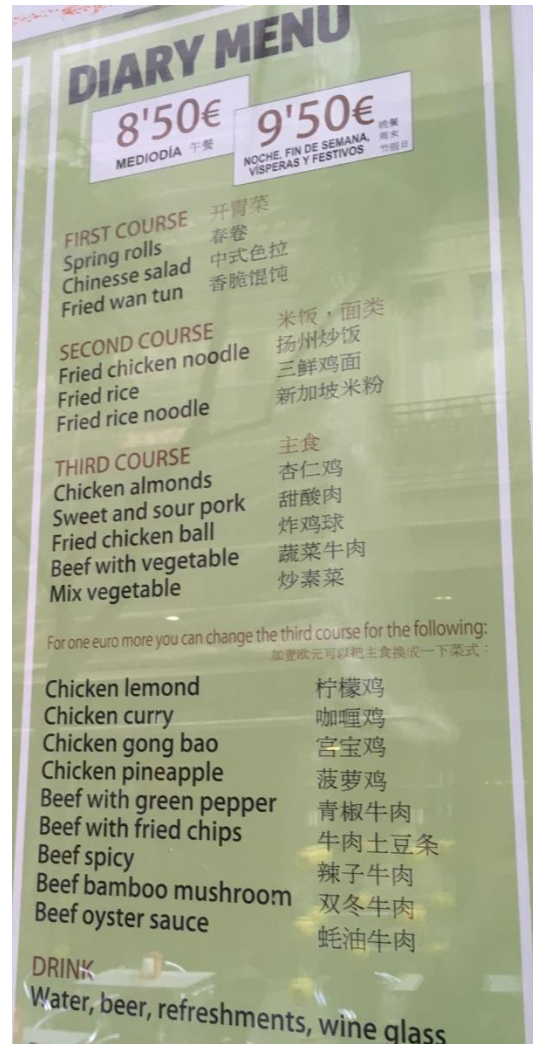 DIARY MENU
8'50€
MEDIODÍA 午餐
9'50€
NOCHE, FIN DE SEMANA,
VÍSPERAS Y FESTIVOS
晚餐
周末
节假日
FIRST COURSE 开胃菜
Spring rolls 春卷
Chinesse salad 中式色拉
Fried wan tun 香脆馄饨
SECOND COURSE 米饭，面类
Fried chicken noodle 扬州炒饭
Fried rice 三鲜鸡面
Fried rice noodle 新加坡米粉
THIRD COURSE 主食
Chicken almonds 杏仁鸡
Sweet and sour pork 甜酸肉
Fried chicken ball 炸鸡球
Beef with vegetable 蔬菜牛肉
Mix vegetable 炒素菜
For one euro more you can change the third course for the following:
加壹欧元可以把主食换成一下菜式：
Chicken lemond 柠檬鸡
Chicken curry 咖喱鸡
Chicken gong bao 宫宝鸡
Chicken pineapple 菠萝鸡
Beef with green pepper 青椒牛肉
Beef with fried chips 牛肉土豆条
Beef spicy 辣子牛肉
Beef bamboo mushroom 双冬牛肉
Beef oyster sauce 蚝油牛肉
DRINK
Water, beer, refreshments, wine glass